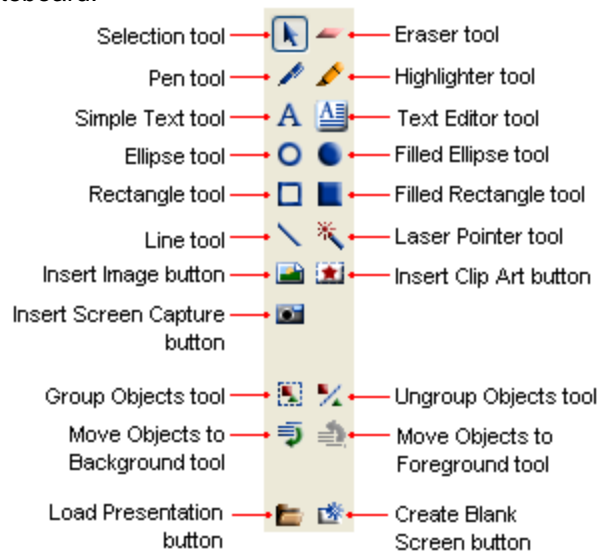 Selection tool
Eraser tool
Pen tool
Highlighter tool
Simple Text tool
Text Editor tool
Ellipse tool
Filled Ellipse tool
Rectangle tool
Filled Rectangle tool
Line tool
Laser Pointer tool
Insert Image button
Insert Clip Art button
Insert Screen Capture
button
Group Objects tool
Ungroup Objects tool
Move Objects to
Background tool
Move Objects to
Foreground tool
Load Presentation
button
Create Blank
Screen button